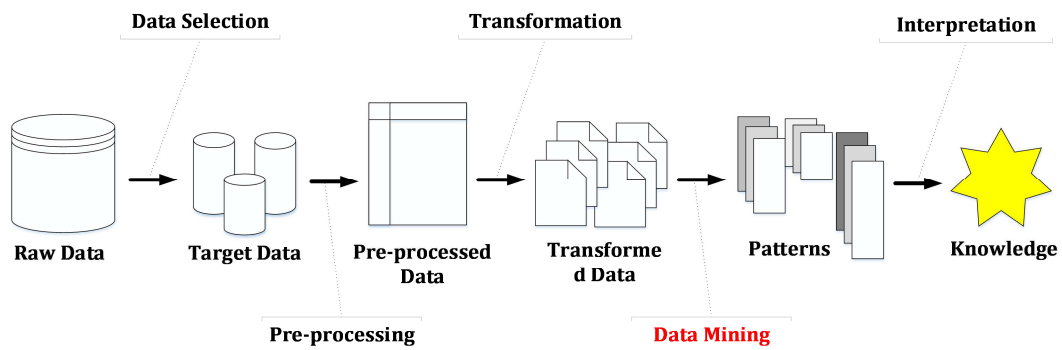 Data Selection
Transformation
Interpretation
Raw Data
Target Data
Pre-processed
Data
Transforme
d Data
Patterns
Knowledge
Pre-processing
Data Mining